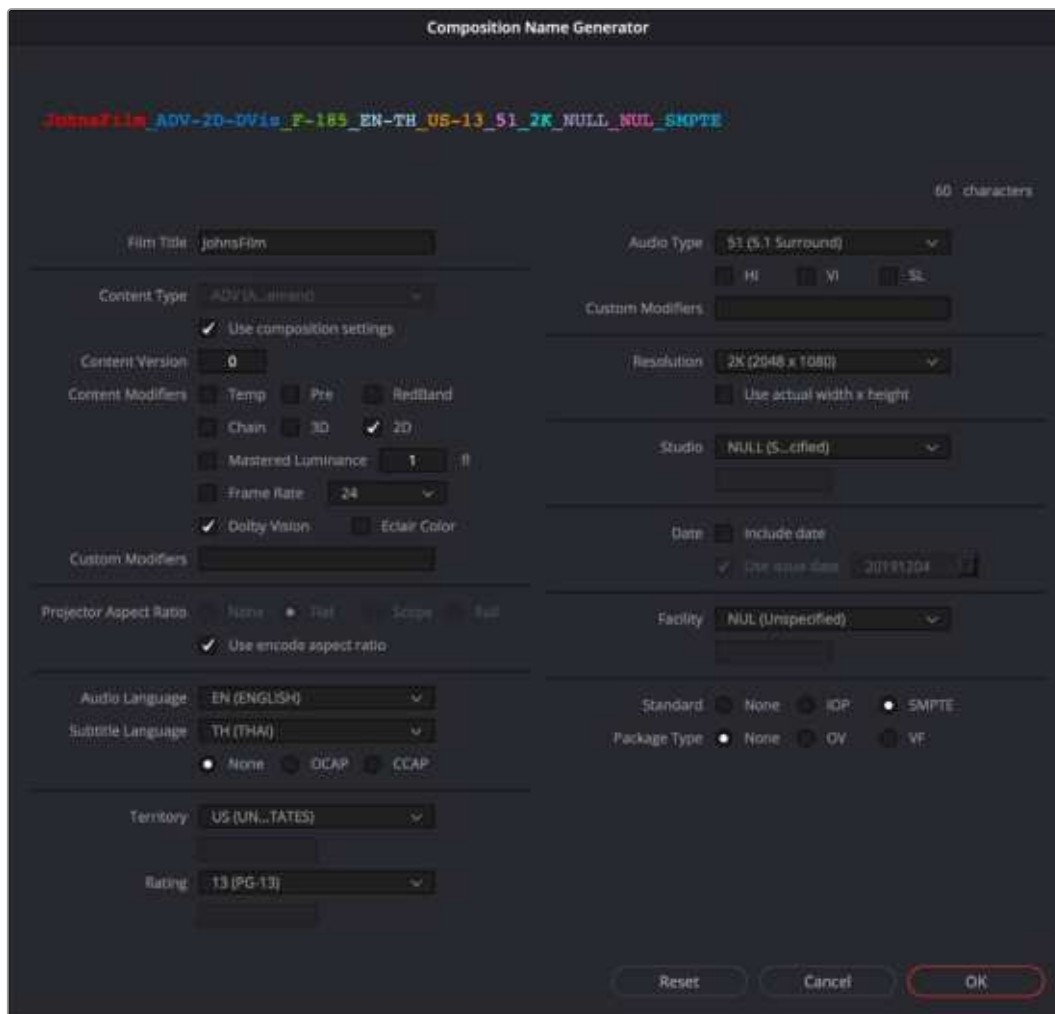 Composition Name Generator
JohnsFilm_ADV-2D-DVis_F-185_EN-TH_US-13_51_2K_NULL_NUL_SMPTE
60 characters
Film Title JohnsFilm
Content Type ADV (A...ement)
Use composition settings
Content Version 0
Content Modifiers Temp Pre RedBand
Chain 3D 2D
Mastered Luminance 1 fl
Frame Rate 24
Dolby Vision Eclair Color
Custom Modifiers
Projector Aspect Ratio None Flat Scope Full
Use encode aspect ratio
Audio Language EN (ENGLISH)
Subtitle Language TH (THAI)
None OCAP CCAP
Territory US (UN...TATES)
Rating 13 (PG-13)
Audio Type 51 (5.1 Surround)
HI VI SL
Custom Modifiers
Resolution 2K (2048 x 1080)
Use actual width x height
Studio NULL (S...cified)
Date Include date
Use issue date 20191204
Facility NUL (Unspecified)
Standard None IOP SMPTE
Package Type None OV VF
Reset Cancel OK